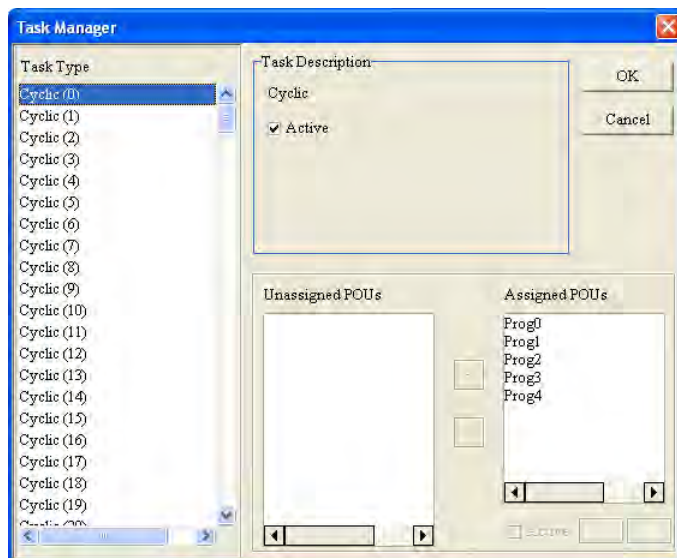 Task Manager
Task Type
Cyclic (0)
Cyclic (1)
Cyclic (2)
Cyclic (3)
Cyclic (4)
Cyclic (5)
Cyclic (6)
Cyclic (7)
Cyclic (8)
Cyclic (9)
Cyclic (10)
Cyclic (11)
Cyclic (12)
Cyclic (13)
Cyclic (14)
Cyclic (15)
Cyclic (16)
Cyclic (17)
Cyclic (18)
Cyclic (19)
Cyclic (20)
Task Description
Cyclic
Active
OK
Cancel
Unassigned POUs
Assigned POUs
Prog0
Prog1
Prog2
Prog3
Prog4
Active